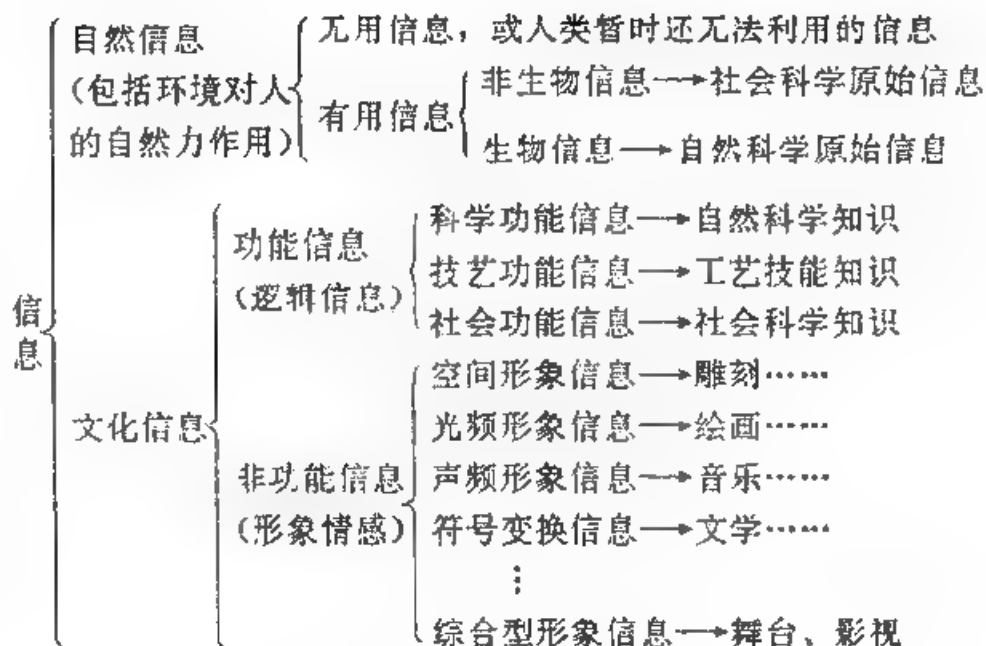 信息
自然信息
(包括环境对人
的自然力作用)
无用信息，或人类暂时还无法利用的信息
有用信息
非生物信息→社会科学原始信息
生物信息→自然科学原始信息
文化信息
功能信息
(逻辑信息)
科学功能信息→自然科学知识
技艺功能信息→工艺技能知识
社会功能信息→社会科学知识
非功能信息
(形象情感)
空间形象信息→雕刻……
光频形象信息→绘画……
声频形象信息→音乐……
符号变换信息→文学……
⋮
综合型形象信息→舞台、影视